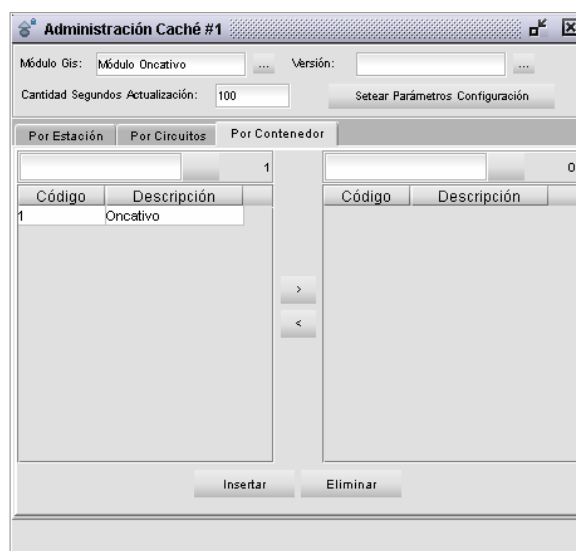 Administración Caché #1
Módulo Gis: Módulo Oncativo ... Versión: ...
Cantidad Segundos Actualización: 100 Setear Parámetros Configuración
Por Estación Por Circuitos Por Contenedor
1 0
Código Descripción Código Descripción
1 Oncativo
>
<
Insertar Eliminar